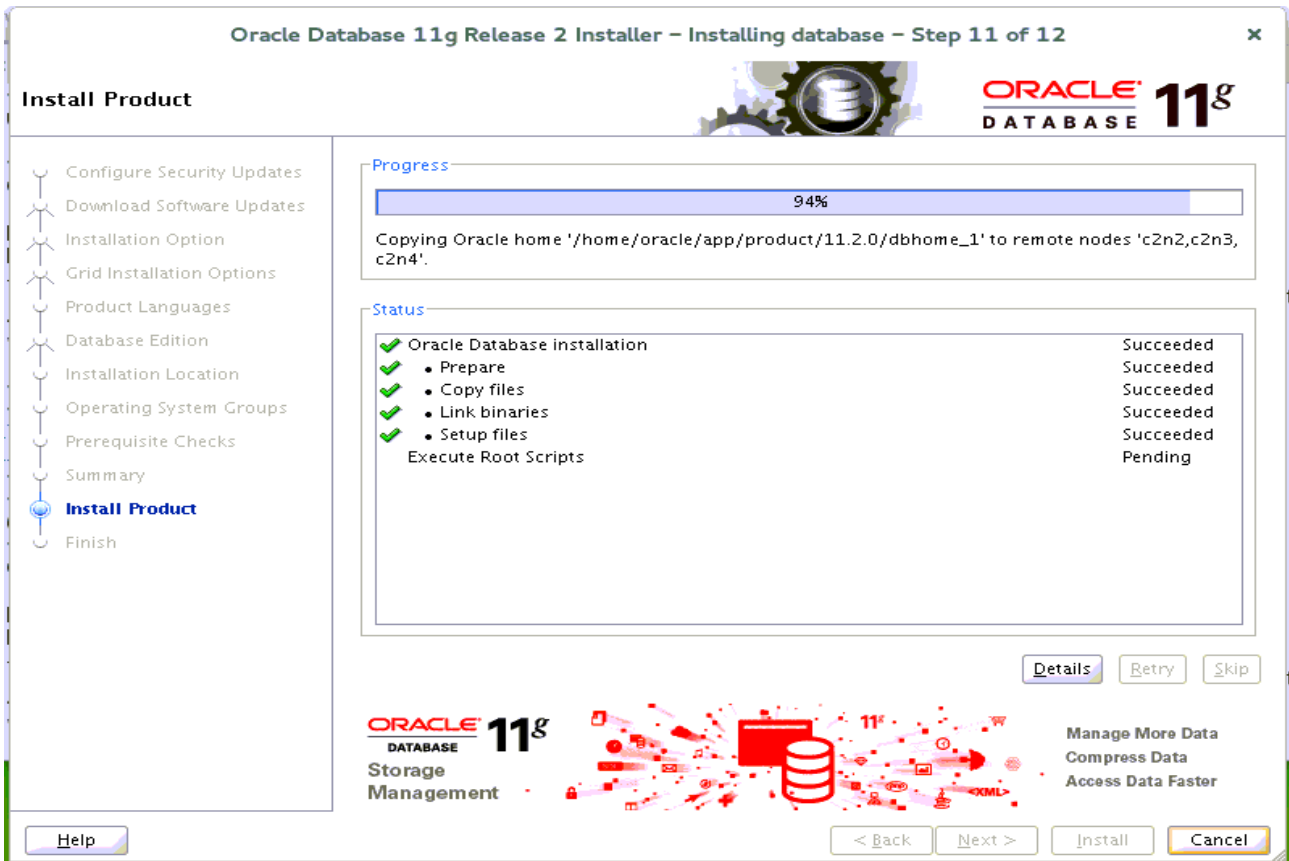 Oracle Database 11g Release 2 Installer – Installing database – Step 11 of 12
Install Product
ORACLE
DATABASE
11g
Configure Security Updates
Download Software Updates
Installation Option
Grid Installation Options
Product Languages
Database Edition
Installation Location
Operating System Groups
Prerequisite Checks
Summary
Install Product
Finish
Progress
94%
Copying Oracle home '/home/oracle/app/product/11.2.0/dbhome_1' to remote nodes 'c2n2,c2n3,
c2n4'.
Status
Oracle Database installation Succeeded
• Prepare Succeeded
• Copy files Succeeded
• Link binaries Succeeded
• Setup files Succeeded
Execute Root Scripts Pending
Details Retry Skip
ORACLE
DATABASE
11g
Storage
Management
11g
<XML>
Manage More Data
Compress Data
Access Data Faster
Help < Back Next > Install Cancel